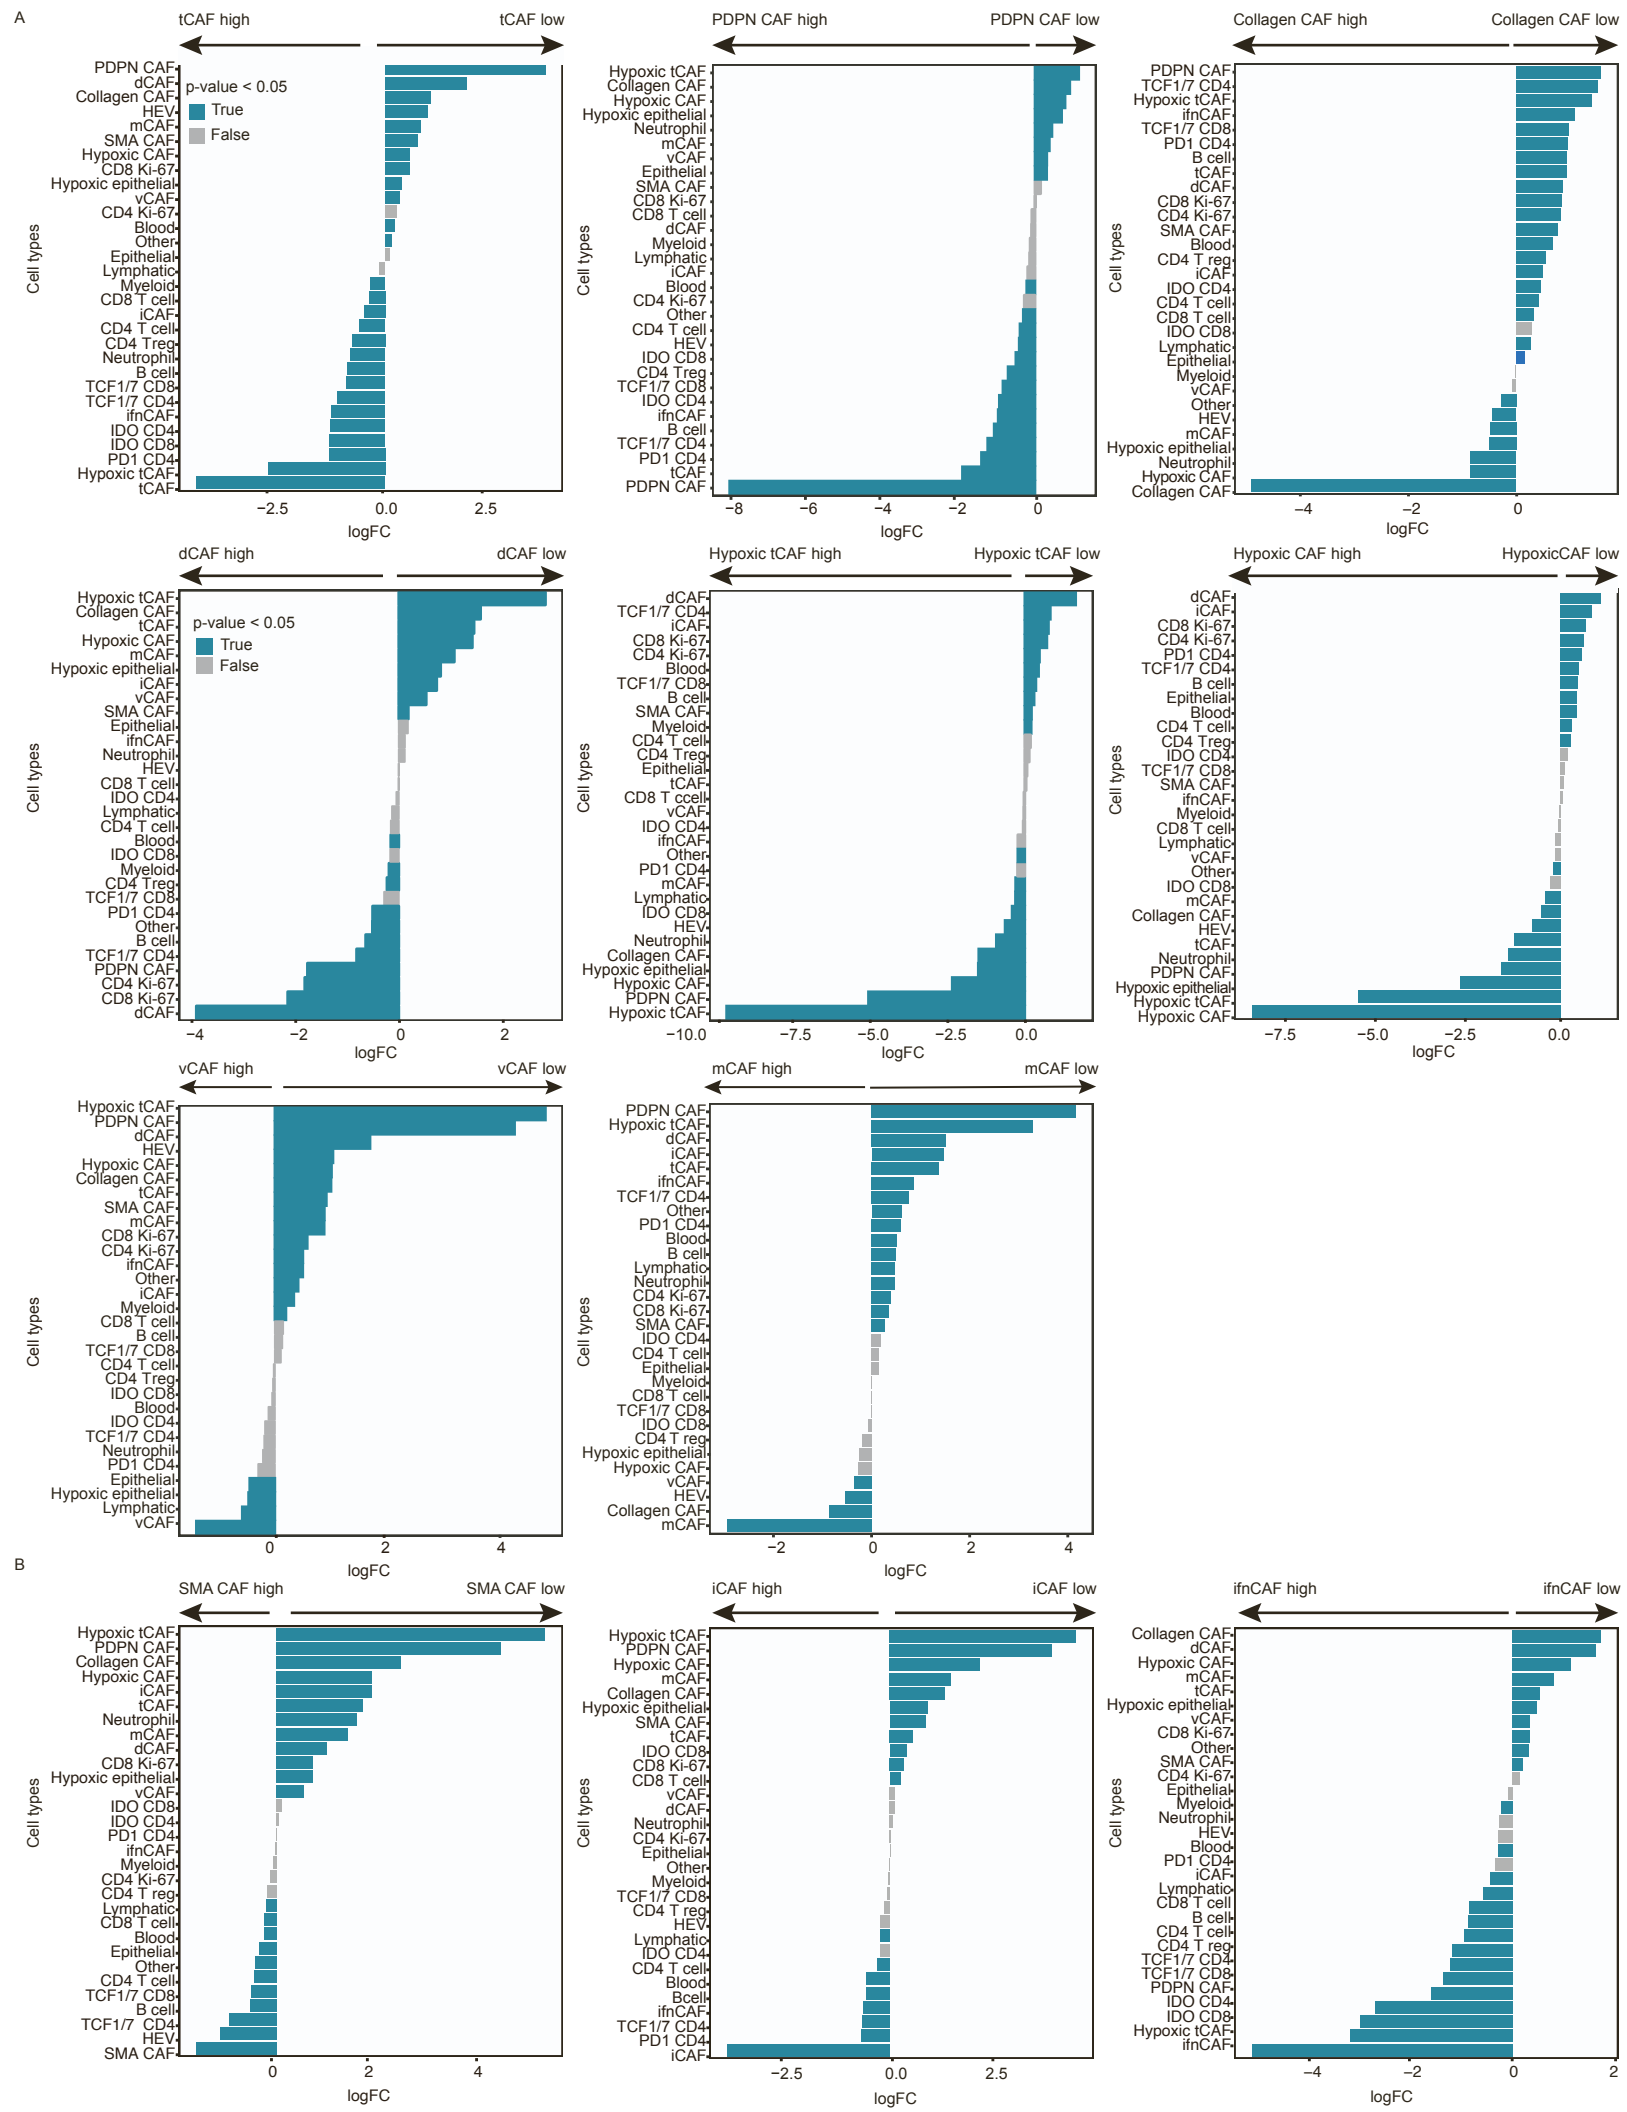 A
tCAF high
tCAF low
p-value < 0.05
True
False
Cell types
PDPN CAF
dCAF
Collagen CAF
HEV
mCAF
SMA CAF
Hypoxic CAF
CD8 Ki-67
Hypoxic epithelial
vCAF
CD4 Ki-67
Blood
Other
Epithelial
Lymphatic
Myeloid
CD8 T cell
iCAF
CD4 T cell
CD4 Treg
Neutrophil
B cell
TCF1/7 CD8
TCF1/7 CD4
ifnCAF
IDO CD4
IDO CD8
PD1 CD4
Hypoxic tCAF
tCAF
−2.5 0.0 2.5
logFC
PDPN CAF high
PDPN CAF low
Cell types
Hypoxic tCAF
Collagen CAF
Hypoxic CAF
Hypoxic epithelial
Neutrophil
mCAF
vCAF
Epithelial
SMA CAF
CD8 Ki-67
CD8 T cell
dCAF
Myeloid
Lymphatic
iCAF
Blood
CD4 Ki-67
Other
CD4 T cell
HEV
IDO CD8
CD4 Treg
TCF1/7 CD8
IDO CD4
ifnCAF
B cell
TCF1/7 CD4
PD1 CD4
tCAF
PDPN CAF
−8 −6 −4 −2 0
logFC
Collagen CAF high
Collagen CAF low
Cell types
PDPN CAF
TCF1/7 CD4
Hypoxic tCAF
ifnCAF
TCF1/7 CD8
PD1 CD4
B cell
tCAF
dCAF
CD8 Ki-67
CD4 Ki-67
SMA CAF
Blood
CD4 T reg
iCAF
IDO CD4
CD4 T cell
CD8 T cell
IDO CD8
Lymphatic
Epithelial
Myeloid
vCAF
Other
HEV
mCAF
Hypoxic epithelial
Neutrophil
Hypoxic CAF
Collagen CAF
−4 −2 0
logFC
dCAF high
dCAF low
p-value < 0.05
True
False
Cell types
Hypoxic tCAF
Collagen CAF
tCAF
Hypoxic CAF
mCAF
Hypoxic epithelial
iCAF
vCAF
SMA CAF
Epithelial
ifnCAF
Neutrophil
HEV
CD8 T cell
IDO CD4
Lymphatic
CD4 T cell
Blood
IDO CD8
Myeloid
CD4 Treg
TCF1/7 CD8
PD1 CD4
Other
B cell
TCF1/7 CD4
PDPN CAF
CD4 Ki-67
CD8 Ki-67
dCAF
−4 −2 0 2
logFC
Hypoxic tCAF high
Hypoxic tCAF low
Cell types
dCAF
TCF1/7 CD4
iCAF
CD8 Ki-67
CD4 Ki-67
Blood
TCF1/7 CD8
B cell
SMA CAF
Myeloid
CD4 T cell
CD4 Treg
Epithelial
tCAF
CD8 T ccell
vCAF
IDO CD4
ifnCAF
Other
PD1 CD4
mCAF
Lymphatic
IDO CD8
HEV
Neutrophil
Collagen CAF
Hypoxic epithelial
Hypoxic CAF
PDPN CAF
Hypoxic tCAF
−10.0 −7.5 −5.0 −2.5 0.0
logFC
Hypoxic CAF high
HypoxicCAF low
Cell types
dCAF
iCAF
CD8 Ki-67
CD4 Ki-67
PD1 CD4
TCF1/7 CD4
B cell
Epithelial
Blood
CD4 T cell
CD4 Treg
IDO CD4
TCF1/7 CD8
SMA CAF
ifnCAF
Myeloid
CD8 T cell
Lymphatic
vCAF
Other
IDO CD8
mCAF
Collagen CAF
HEV
tCAF
Neutrophil
PDPN CAF
Hypoxic epithelial
Hypoxic tCAF
Hypoxic CAF
−7.5 −5.0 −2.5 0.0
logFC
vCAF high
vCAF low
Cell types
Hypoxic tCAF
PDPN CAF
dCAF
HEV
Hypoxic CAF
Collagen CAF
tCAF
SMA CAF
mCAF
CD8 Ki-67
CD4 Ki-67
ifnCAF
Other
iCAF
Myeloid
CD8 T cell
B cell
TCF1/7 CD8
CD4 T cell
CD4 Treg
IDO CD8
Blood
IDO CD4
TCF1/7 CD4
Neutrophil
PD1 CD4
Epithelial
Hypoxic epithelial
Lymphatic
vCAF
0 2 4
logFC
mCAF high
mCAF low
Cell types
PDPN CAF
Hypoxic tCAF
dCAF
iCAF
tCAF
ifnCAF
TCF1/7 CD4
Other
PD1 CD4
Blood
B cell
Lymphatic
Neutrophil
CD4 Ki-67
CD8 Ki-67
SMA CAF
IDO CD4
CD4 T cell
Epithelial
Myeloid
CD8 T cell
TCF1/7 CD8
IDO CD8
CD4 T reg
Hypoxic epithelial
Hypoxic CAF
vCAF
HEV
Collagen CAF
mCAF
−2 0 2 4
logFC
B
SMA CAF high
SMA CAF low
Cell types
Hypoxic tCAF
PDPN CAF
Collagen CAF
Hypoxic CAF
iCAF
tCAF
Neutrophil
mCAF
dCAF
CD8 Ki-67
Hypoxic epithelial
vCAF
IDO CD8
IDO CD4
PD1 CD4
ifnCAF
Myeloid
CD4 Ki-67
CD4 T reg
Lymphatic
CD8 T cell
Blood
Epithelial
Other
CD4 T cell
TCF1/7 CD8
B cell
TCF1/7 CD4
HEV
SMA CAF
0 2 4
logFC
iCAF high
iCAF low
Cell types
Hypoxic tCAF
PDPN CAF
Hypoxic CAF
mCAF
Collagen CAF
Hypoxic epithelial
SMA CAF
tCAF
IDO CD8
CD8 Ki-67
CD8 T cell
vCAF
dCAF
Neutrophil
CD4 Ki-67
Epithelial
Other
Myeloid
TCF1/7 CD8
CD4 T reg
HEV
Lymphatic
IDO CD4
CD4 T cell
Blood
Bcell
ifnCAF
TCF1/7 CD4
PD1 CD4
iCAF
−2.5 0.0 2.5
logFC
ifnCAF high
ifnCAF low
Cell types
Collagen CAF
dCAF
Hypoxic CAF
mCAF
tCAF
Hypoxic epithelial
vCAF
CD8 Ki-67
Other
SMA CAF
CD4 Ki-67
Epithelial
Myeloid
Neutrophil
HEV
Blood
PD1 CD4
iCAF
Lymphatic
CD8 T cell
B cell
CD4 T cell
CD4 T reg
TCF1/7 CD4
TCF1/7 CD8
PDPN CAF
IDO CD4
IDO CD8
Hypoxic tCAF
ifnCAF
−4 −2 0 2
logFC